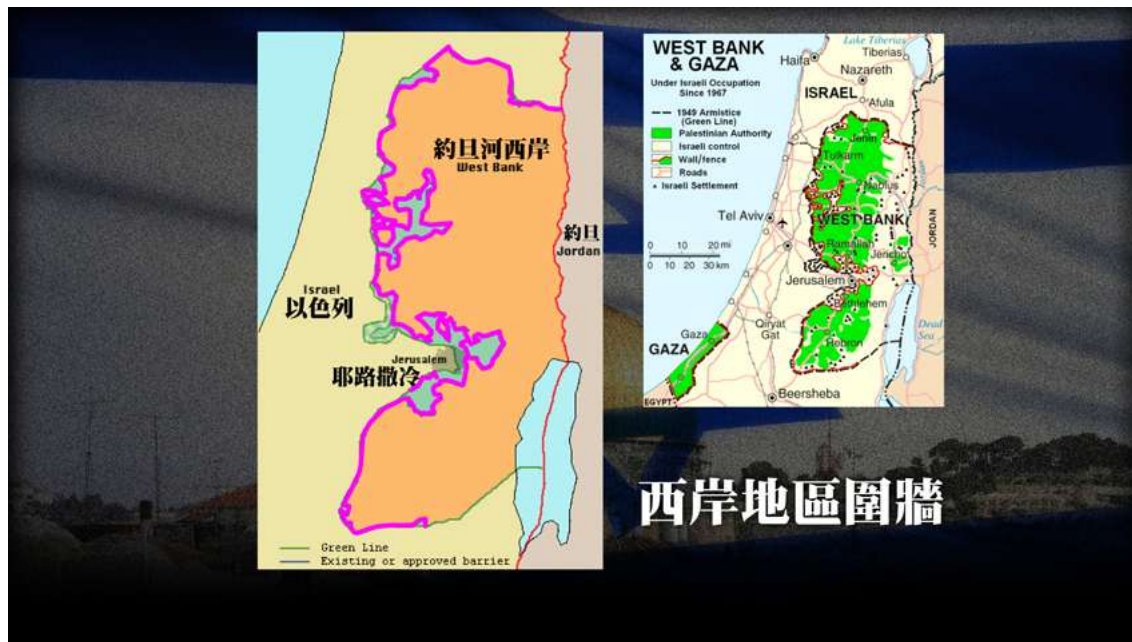 約旦河西岸
West Bank
約旦
Jordan
Israel
以色列
Jerusalem
耶路撒冷
Green Line
Existing or approved barrier
WEST BANK
& GAZA
Under Israeli Occupation
Since 1967
1949 Armistice
(Green Line)
Palestinian Authority
Israeli control
Wall/fence
Roads
Israeli Settlement
Lake Tiberias
Haifa
Tiberias
Nazareth
ISRAEL
Afula
Jenin
Tulkarm
Nablus
Tel Aviv
WEST BANK
JORDAN
0 10 20 mi
0 10 20 30 km
Ramallah
Jericho
Jerusalem
Bethlehem
Qiryat
Gat
Dead
Sea
Gaza
GAZA
Hebron
Beersheba
EGYPT
西岸地區圍牆